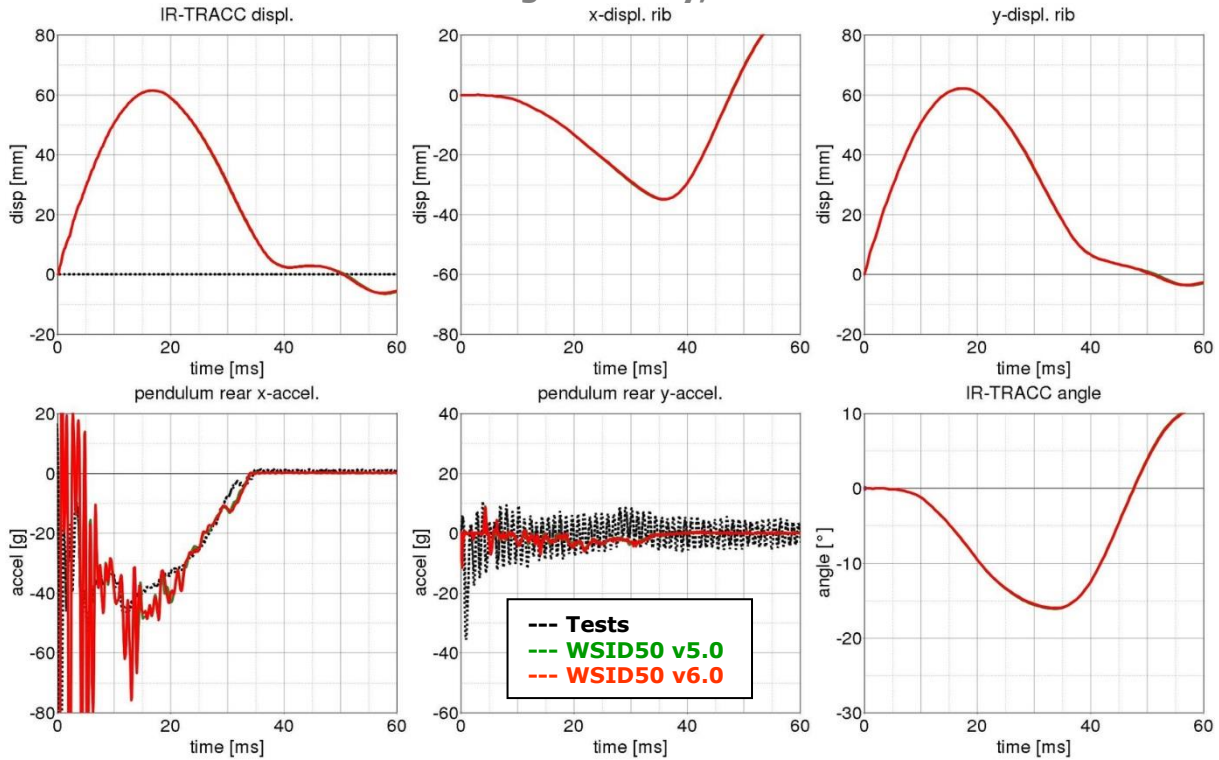 IR-TRACC displ.
80
60
40
20
0
-20
disp [mm]
0 20 40 60
time [ms]
x-displ. rib
20
0
-20
-40
-60
-80
disp [mm]
0 20 40 60
time [ms]
y-displ. rib
80
60
40
20
0
-20
disp [mm]
0 20 40 60
time [ms]
pendulum rear x-accel.
20
0
-20
-40
-60
-80
accel [g]
0 20 40 60
time [ms]
pendulum rear y-accel.
40
20
0
-20
-40
-60
accel [g]
0 20 40 60
time [ms]
--- Tests
--- WSID50 v5.0
--- WSID50 v6.0
IR-TRACC angle
10
0
-10
-20
-30
angle [°]
0 20 40 60
time [ms]